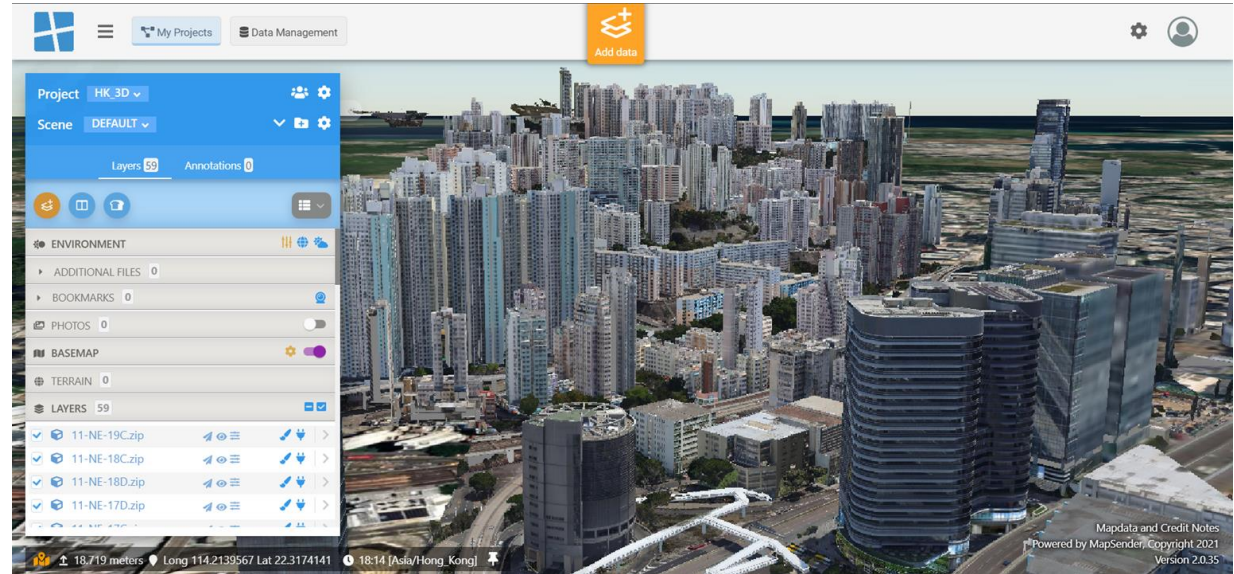 My Projects
Data Management
Add data
Project HK_3D
Scene DEFAULT
Layers 59 Annotations 0
ENVIRONMENT
ADDITIONAL FILES 0
BOOKMARKS 0
PHOTOS 0
BASEMAP
TERRAIN 0
LAYERS 59
11-NE-19C.zip
11-NE-18C.zip
11-NE-18D.zip
11-NE-17D.zip
Mapdata and Credit Notes
Powered by MapSender, Copyright 2021
Version 2.0.35
18.719 meters Long 114.2139567 Lat 22.3174141 18:14 [Asia/Hong_Kong]